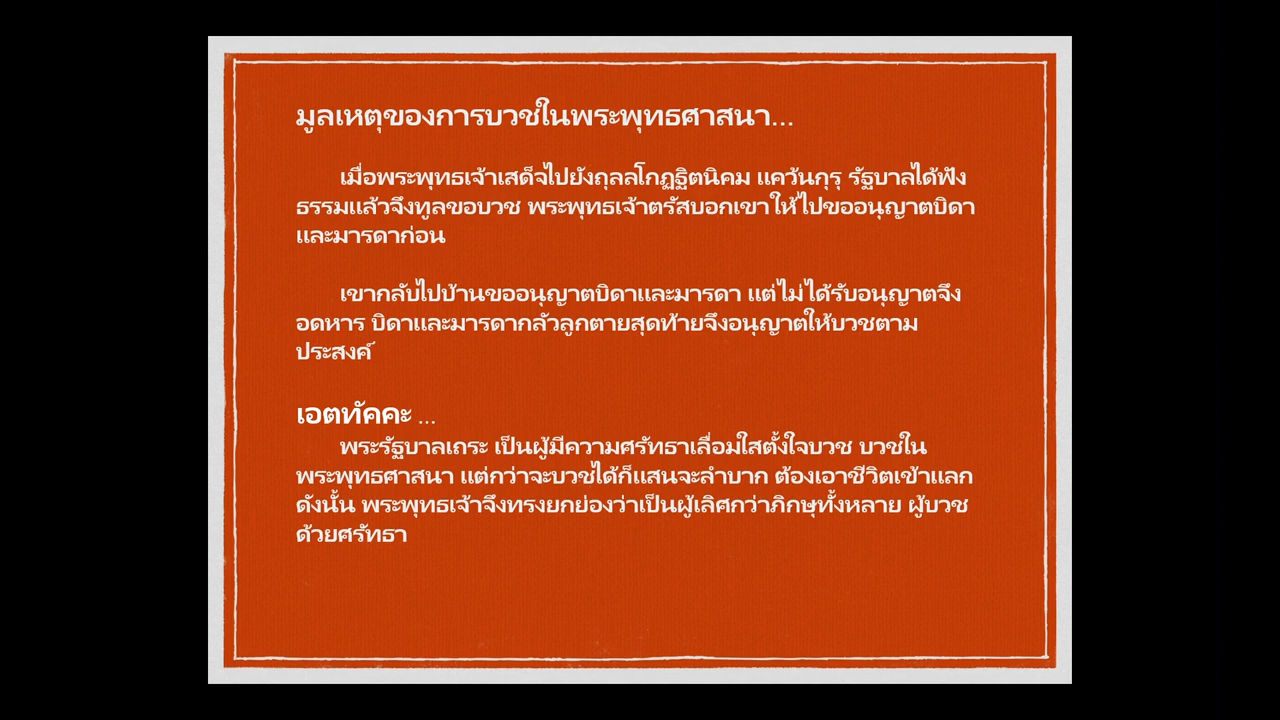 มูลเหตุของการบวชในพระพุทธศาสนา...
เมื่อพระพุทธเจ้าเสด็จไปยังถุลลโกฏฐิตนิคม แคว้นกุรุ รัฐบาลได้ฟัง
ธรรมแล้วจึงทูลขอบวช พระพุทธเจ้าตรัสบอกเขาให้ไปขออนุญาตบิดา
และมารดาก่อน
เขากลับไปบ้านขออนุญาตบิดาและมารดา แต่ไม่ได้รับอนุญาตจึง
อดหาร บิดาและมารดากลัวลูกตายสุดท้ายจึงอนุญาตให้บวชตาม
ประสงค์
เอตทัคคะ ...
พระรัฐบาลเถระ เป็นผู้มีความศรัทธาเลื่อมใสตั้งใจบวช บวชใน
พระพุทธศาสนา แต่กว่าจะบวชได้ก็แสนจะลำบาก ต้องเอาชีวิตเข้าแลก
ดังนั้น พระพุทธเจ้าจึงทรงยกย่องว่าเป็นผู้เลิศกว่าภิกษุทั้งหลาย ผู้บวช
ด้วยศรัทธา